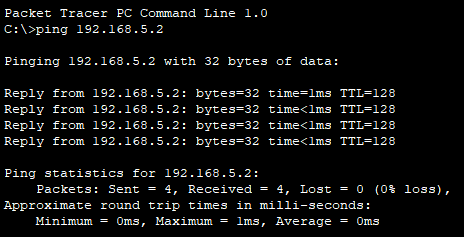 Packet Tracer PC Command Line 1.0
C:\>ping 192.168.5.2
Pinging 192.168.5.2 with 32 bytes of data:
Reply from 192.168.5.2: bytes=32 time=1ms TTL=128
Reply from 192.168.5.2: bytes=32 time<1ms TTL=128
Reply from 192.168.5.2: bytes=32 time<1ms TTL=128
Reply from 192.168.5.2: bytes=32 time<1ms TTL=128
Ping statistics for 192.168.5.2:
Packets: Sent = 4, Received = 4, Lost = 0 (0% loss),
Approximate round trip times in milli-seconds:
Minimum = 0ms, Maximum = 1ms, Average = 0ms